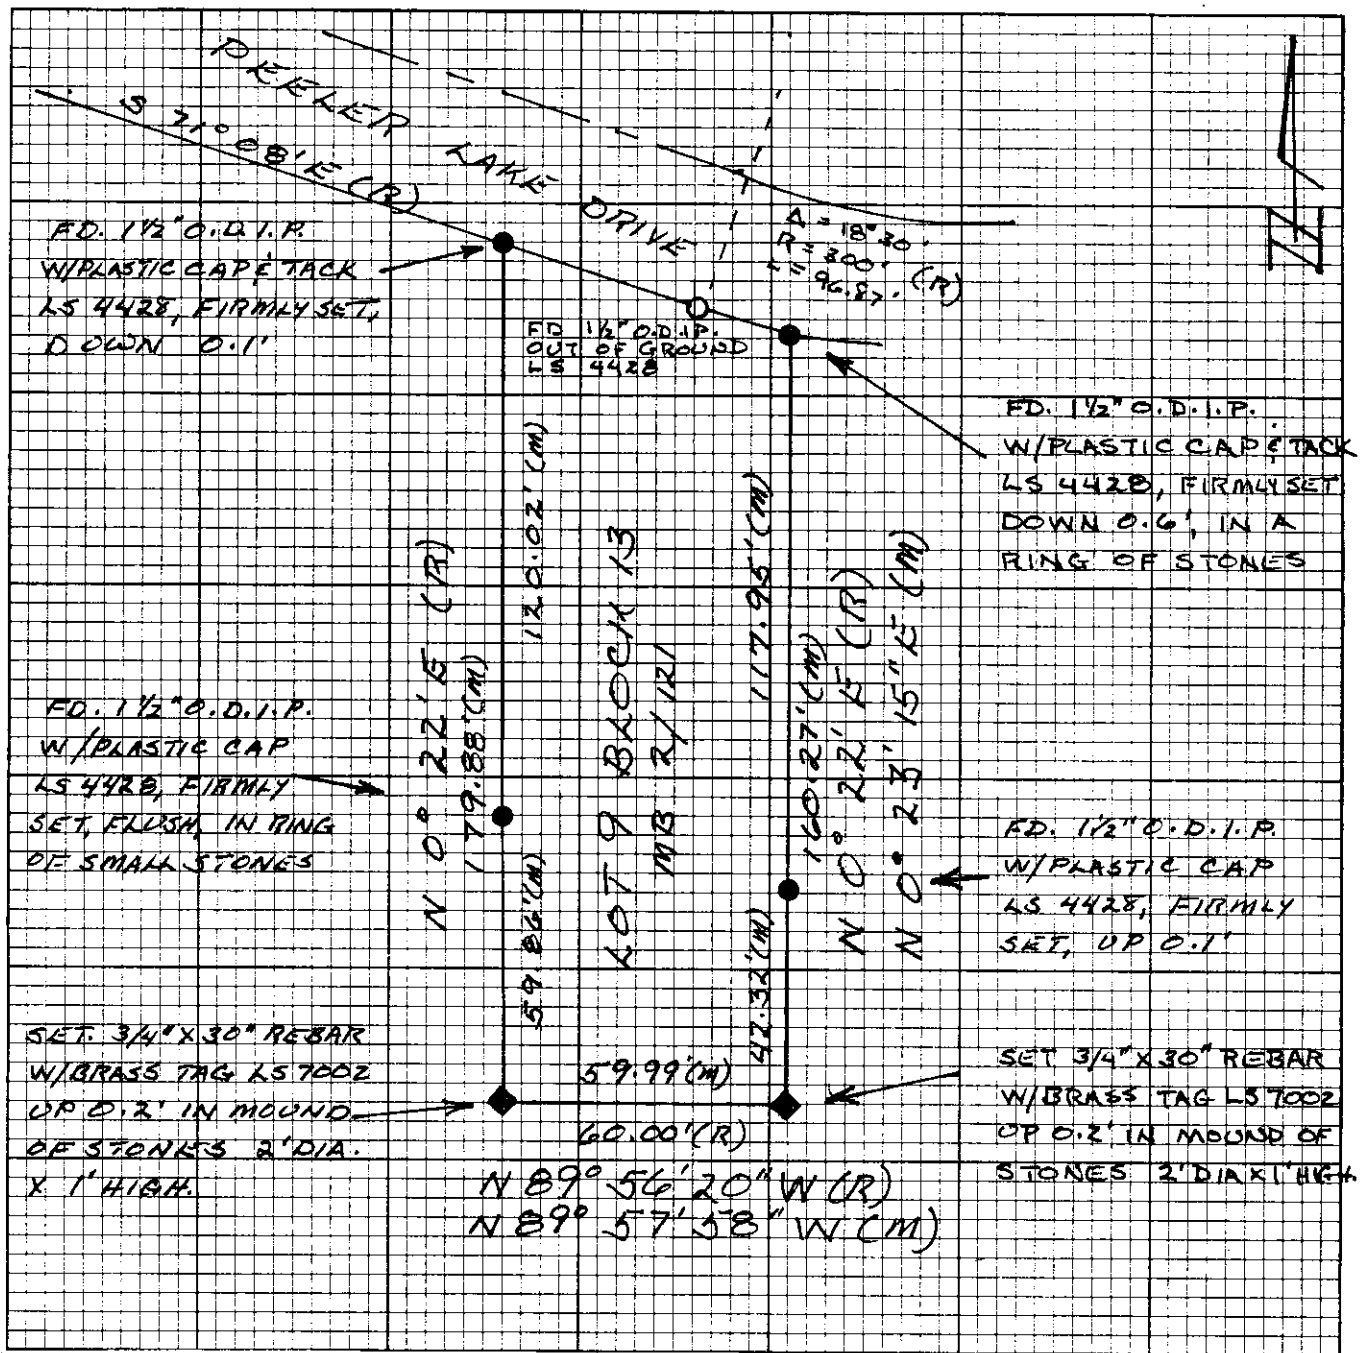 PEELER LAKE DRIVE
S 71° 08' E (R)
Δ = 18° 30'
R = 300' (R)
L = 96.87'
FD. 1½" O.D.I.P.
W/PLASTIC CAP & TACK
LS 4428, FIRMLY SET,
DOWN 0.1'
FD 1½" O.D.I.P.
OUT OF GROUND
LS 4428
FD. 1½" O.D.I.P.
W/PLASTIC CAP & TACK
LS 4428, FIRMLY SET
DOWN 0.6', IN A
RING OF STONES
N 0° 22' E (R)
179.88' (M)
120.02' (M)
59.86' (M)
LOT 9 BLOCK 13
MB 2/121
117.95' (M)
42.32' (M)
160.27' (M)
N 0° 22' E (R)
N 0° 23' 15" E (M)
FD. 1½" O.D.I.P.
W/PLASTIC CAP
LS 4428, FIRMLY
SET, FLUSH, IN RING
OF SMALL STONES
FD. 1½" O.D.I.P.
W/PLASTIC CAP
LS 4428, FIRMLY
SET, UP 0.1'
SET 3/4" X 30" REBAR
W/BRASS TAG LS 7002
UP 0.2' IN MOUND
OF STONES 2' DIA.
X 1' HIGH.
59.99' (M)
60.00' (R)
N 89° 56' 20" W (R)
N 89° 57' 58" W (M)
SET 3/4" X 30" REBAR
W/BRASS TAG LS 7002
UP 0.2' IN MOUND OF
STONES 2' DIA X 1' HIGH.
N